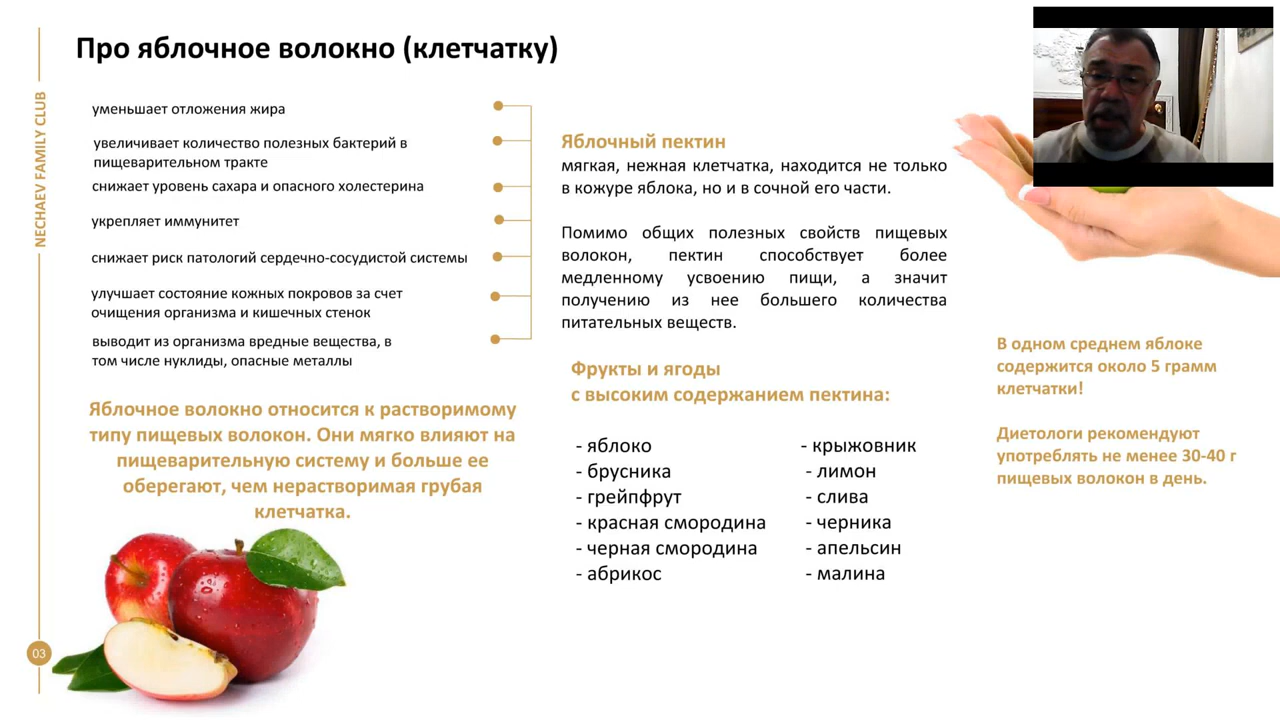 Про яблочное волокно (клетчатку)
NECHAEV FAMILY CLUB
уменьшает отложения жира
увеличивает количество полезных бактерий в
пищеварительном тракте
снижает уровень сахара и опасного холестерина
укрепляет иммунитет
снижает риск патологий сердечно-сосудистой системы
улучшает состояние кожных покровов за счет
очищения организма и кишечных стенок
выводит из организма вредные вещества, в
том числе нуклиды, опасные металлы
Яблочное волокно относится к растворимому
типу пищевых волокон. Они мягко влияют на
пищеварительную систему и больше ее
оберегают, чем нерастворимая грубая
клетчатка.
03
Яблочный пектин
мягкая, нежная клетчатка, находится не только
в кожуре яблока, но и в сочной его части.
Помимо общих полезных свойств пищевых
волокон, пектин способствует более
медленному усвоению пищи, а значит
получению из нее большего количества
питательных веществ.
Фрукты и ягоды
с высоким содержанием пектина:
- яблоко
- брусника
- грейпфрут
- красная смородина
- черная смородина
- абрикос
- крыжовник
- лимон
- слива
- черника
- апельсин
- малина
В одном среднем яблоке
содержится около 5 грамм
клетчатки!
Диетологи рекомендуют
употреблять не менее 30-40 г
пищевых волокон в день.